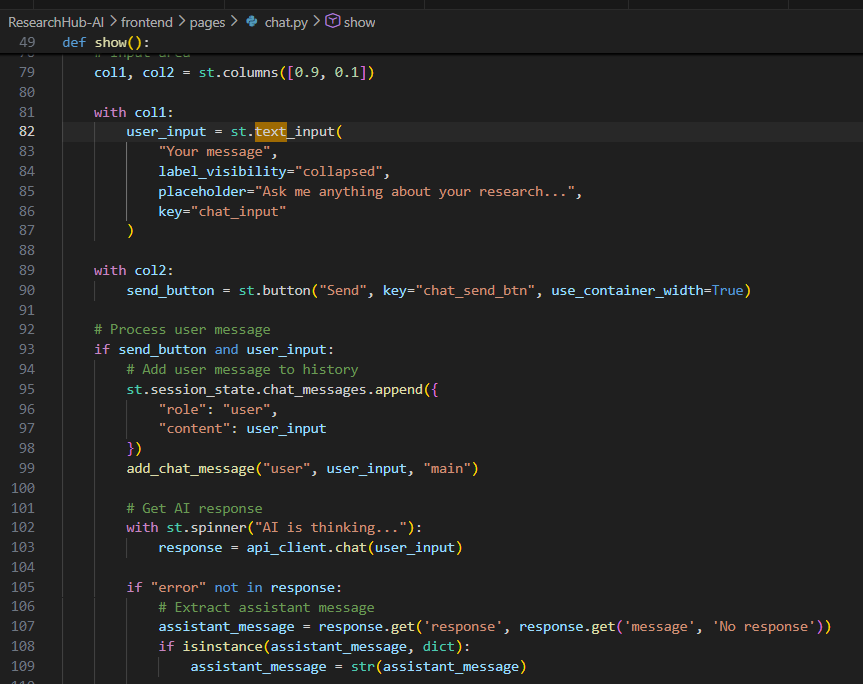 ResearchHub-AI > frontend > pages > chat.py > show
49 def show():
78 # Input area
79 col1, col2 = st.columns([0.9, 0.1])
80
81 with col1:
82 user_input = st.text_input(
83 "Your message",
84 label_visibility="collapsed",
85 placeholder="Ask me anything about your research...",
86 key="chat_input"
87 )
88
89 with col2:
90 send_button = st.button("Send", key="chat_send_btn", use_container_width=True)
91
92 # Process user message
93 if send_button and user_input:
94 # Add user message to history
95 st.session_state.chat_messages.append({
96 "role": "user",
97 "content": user_input
98 })
99 add_chat_message("user", user_input, "main")
100
101 # Get AI response
102 with st.spinner("AI is thinking..."):
103 response = api_client.chat(user_input)
104
105 if "error" not in response:
106 # Extract assistant message
107 assistant_message = response.get('response', response.get('message', 'No response'))
108 if isinstance(assistant_message, dict):
109 assistant_message = str(assistant_message)